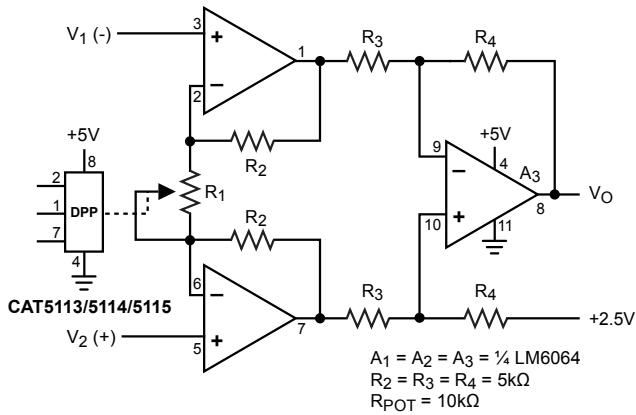 V1 (-)
3
+
1
R3
R4
2
−
+5V
8
R2
+5V
9
4
A3
2
DPP
1
R1
−
VO
8
7
10
+
11
4
R2
CAT5113/5114/5115
6
−
R3
R4
+2.5V
7
V2 (+)
5
+
A1 = A2 = A3 = ¼ LM6064
R2 = R3 = R4 = 5kΩ
RPOT = 10kΩ